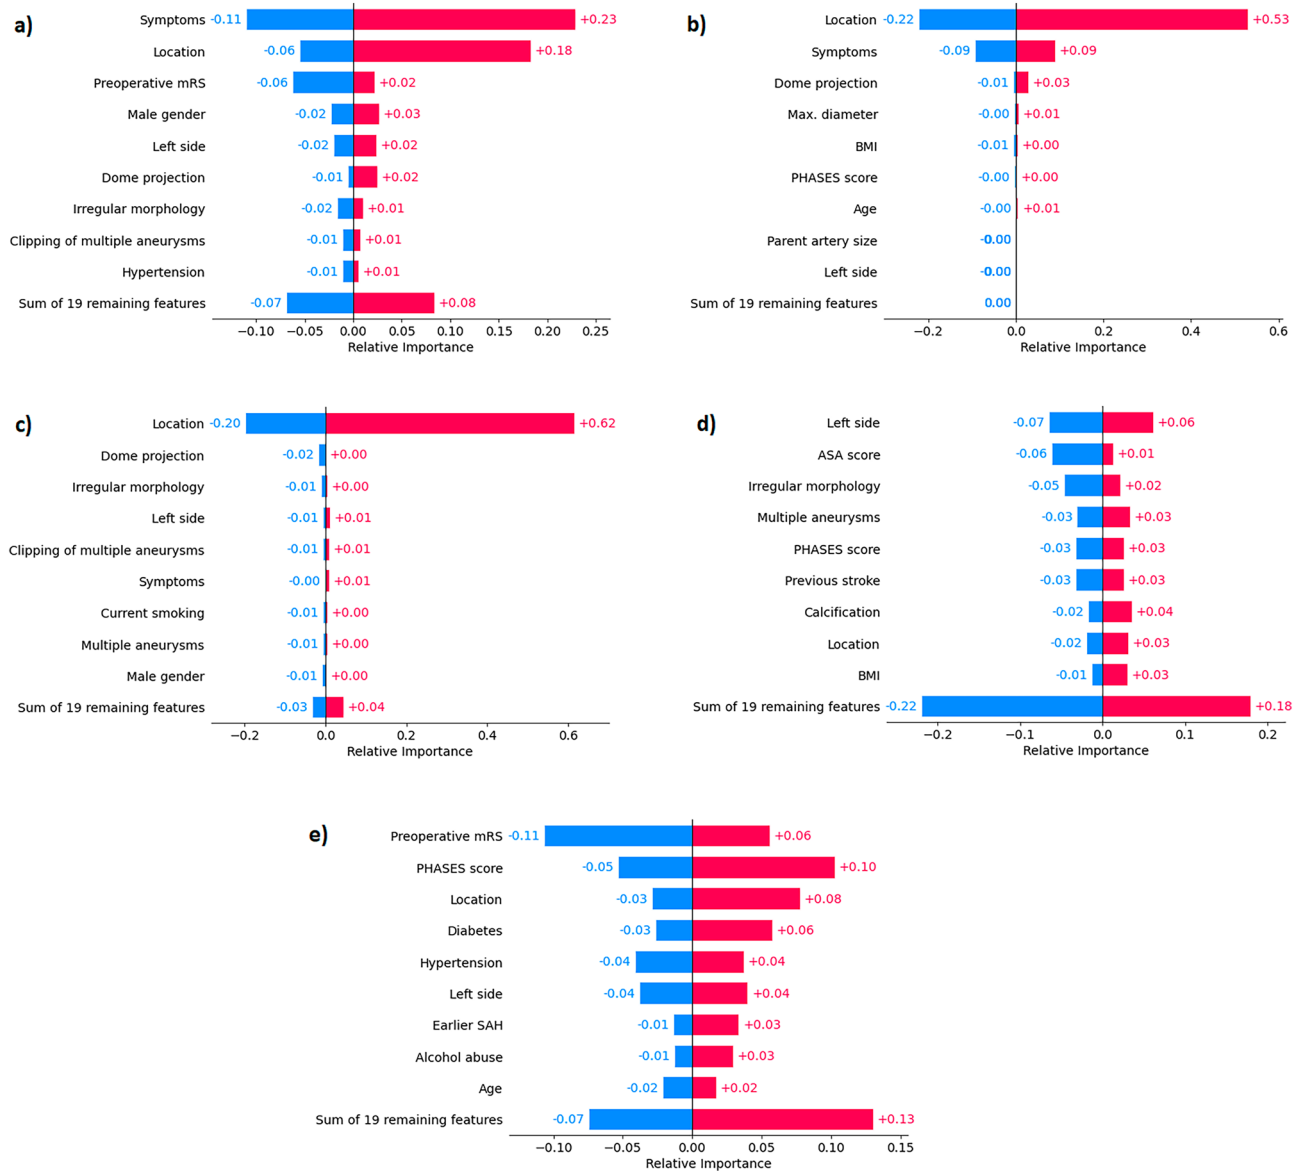 a)
Symptoms -0.11 +0.23
Location -0.06 +0.18
Preoperative mRS -0.06 +0.02
Male gender -0.02 +0.03
Left side -0.02 +0.02
Dome projection -0.01 +0.02
Irregular morphology -0.02 +0.01
Clipping of multiple aneurysms -0.01 +0.01
Hypertension -0.01 +0.01
Sum of 19 remaining features -0.07 +0.08
−0.10 −0.05 0.00 0.05 0.10 0.15 0.20 0.25
Relative Importance
b)
Location -0.22 +0.53
Symptoms -0.09 +0.09
Dome projection -0.01 +0.03
Max. diameter -0.00 +0.01
BMI -0.01 +0.00
PHASES score -0.00 +0.00
Age -0.00 +0.01
Parent artery size -0.00
Left side -0.00
Sum of 19 remaining features 0.00
−0.2 0.0 0.2 0.4 0.6
Relative Importance
c)
Location -0.20 +0.62
Dome projection -0.02 +0.00
Irregular morphology -0.01 +0.00
Left side -0.01 +0.01
Clipping of multiple aneurysms -0.01 +0.01
Symptoms -0.00 +0.01
Current smoking -0.01 +0.00
Multiple aneurysms -0.01 +0.00
Male gender -0.01 +0.00
Sum of 19 remaining features -0.03 +0.04
−0.2 0.0 0.2 0.4 0.6
Relative Importance
d)
Left side -0.07 +0.06
ASA score -0.06 +0.01
Irregular morphology -0.05 +0.02
Multiple aneurysms -0.03 +0.03
PHASES score -0.03 +0.03
Previous stroke -0.03 +0.03
Calcification -0.02 +0.04
Location -0.02 +0.03
BMI -0.01 +0.03
Sum of 19 remaining features -0.22 +0.18
−0.2 −0.1 0.0 0.1 0.2
Relative Importance
e)
Preoperative mRS -0.11 +0.06
PHASES score -0.05 +0.10
Location -0.03 +0.08
Diabetes -0.03 +0.06
Hypertension -0.04 +0.04
Left side -0.04 +0.04
Earlier SAH -0.01 +0.03
Alcohol abuse -0.01 +0.03
Age -0.02 +0.02
Sum of 19 remaining features -0.07 +0.13
−0.10 −0.05 0.00 0.05 0.10 0.15
Relative Importance